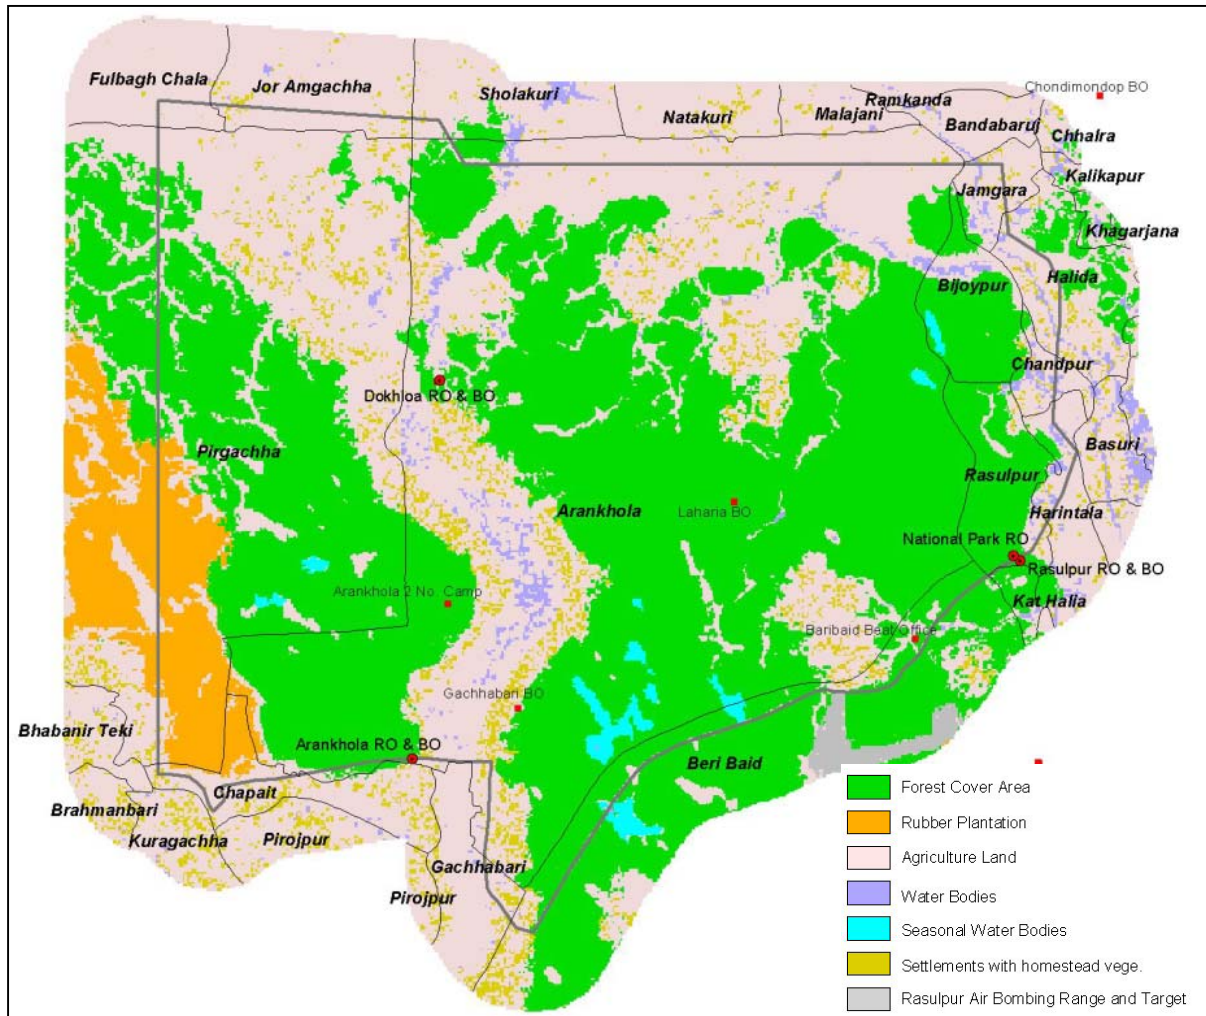 Fulbagh Chala
Jor Amgachha
Sholakuri
Natakuri
Malajani
Ramkanda
Bandabaruj
Chondimondop BO
Chhalra
Kalikapur
Jamgara
Khagarjana
Halida
Bijoypur
Chandpur
Dokhloa RO & BO
Pirgachha
Basuri
Rasulpur
Arankhola
Laharia BO
Harintala
National Park RO
Rasulpur RO & BO
Arankhola 2 No. Camp
Kat Halia
Baribaid Beat Office
Gachhabari BO
Bhabanir Teki
Arankhola RO & BO
Beri Baid
Chapait
Brahmanbari
Kuragachha
Pirojpur
Gachhabari
Pirojpur
Forest Cover Area
Rubber Plantation
Agriculture Land
Water Bodies
Seasonal Water Bodies
Settlements with homestead vege.
Rasulpur Air Bombing Range and Target